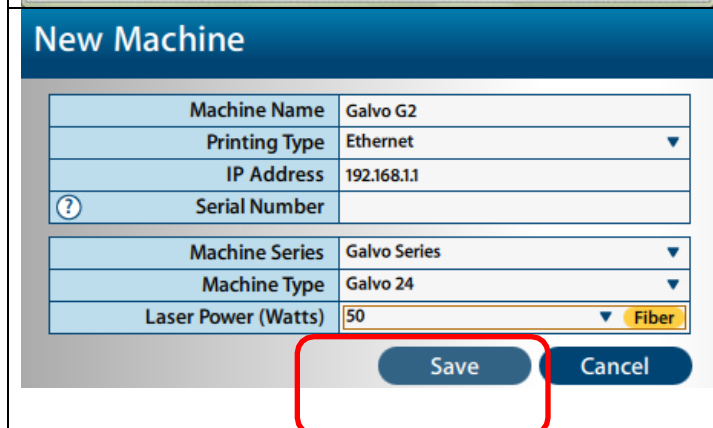 New Machine
Machine Name Galvo G2
Printing Type Ethernet
IP Address 192.168.1.1
? Serial Number
Machine Series Galvo Series
Machine Type Galvo 24
Laser Power (Watts) 50 Fiber
Save Cancel